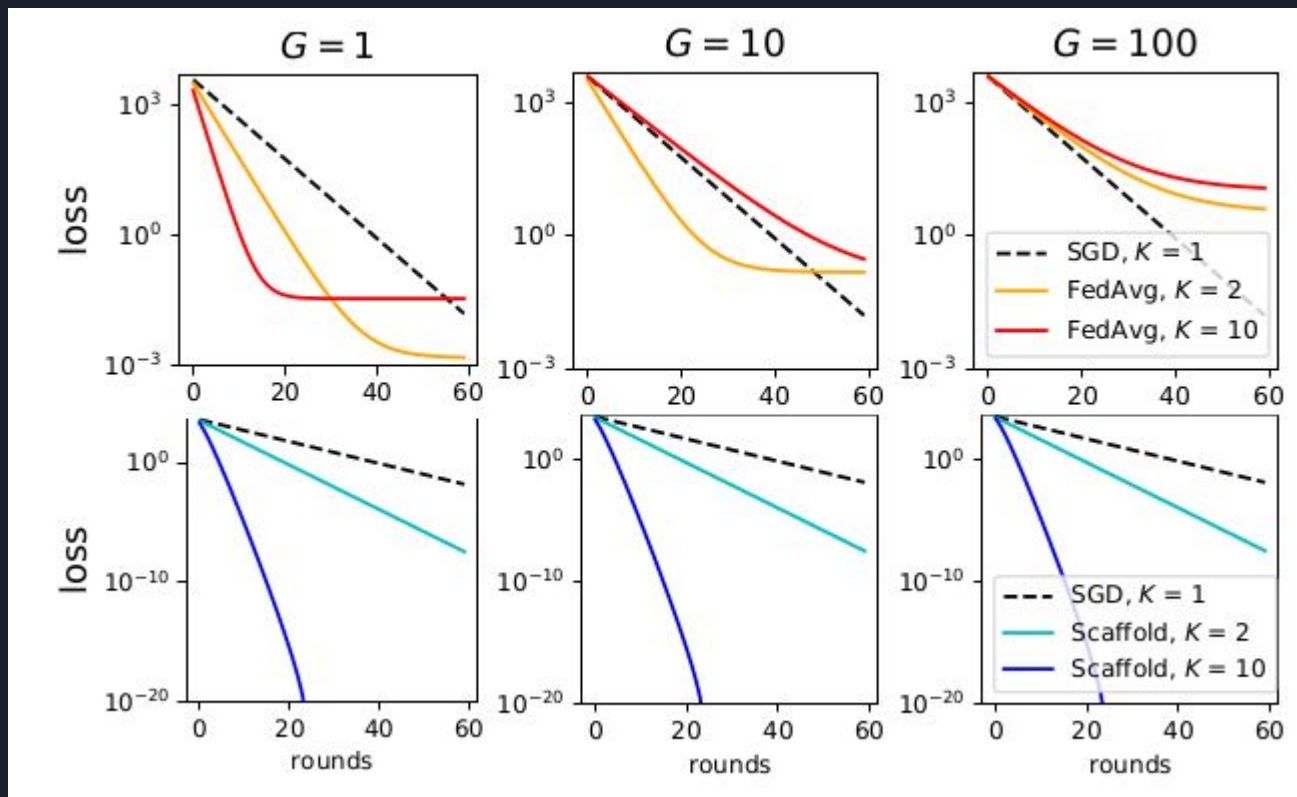 G = 1
G = 10
G = 100
loss
10³
10⁰
10⁻³
0 20 40 60
10³
10⁰
10⁻³
0 20 40 60
10³
10⁰
10⁻³
0 20 40 60
SGD, K = 1
FedAvg, K = 2
FedAvg, K = 10
loss
10⁰
10⁻¹⁰
10⁻²⁰
0 20 40 60
rounds
10⁰
10⁻¹⁰
10⁻²⁰
0 20 40 60
rounds
10⁰
10⁻¹⁰
10⁻²⁰
0 20 40 60
rounds
SGD, K = 1
Scaffold, K = 2
Scaffold, K = 10